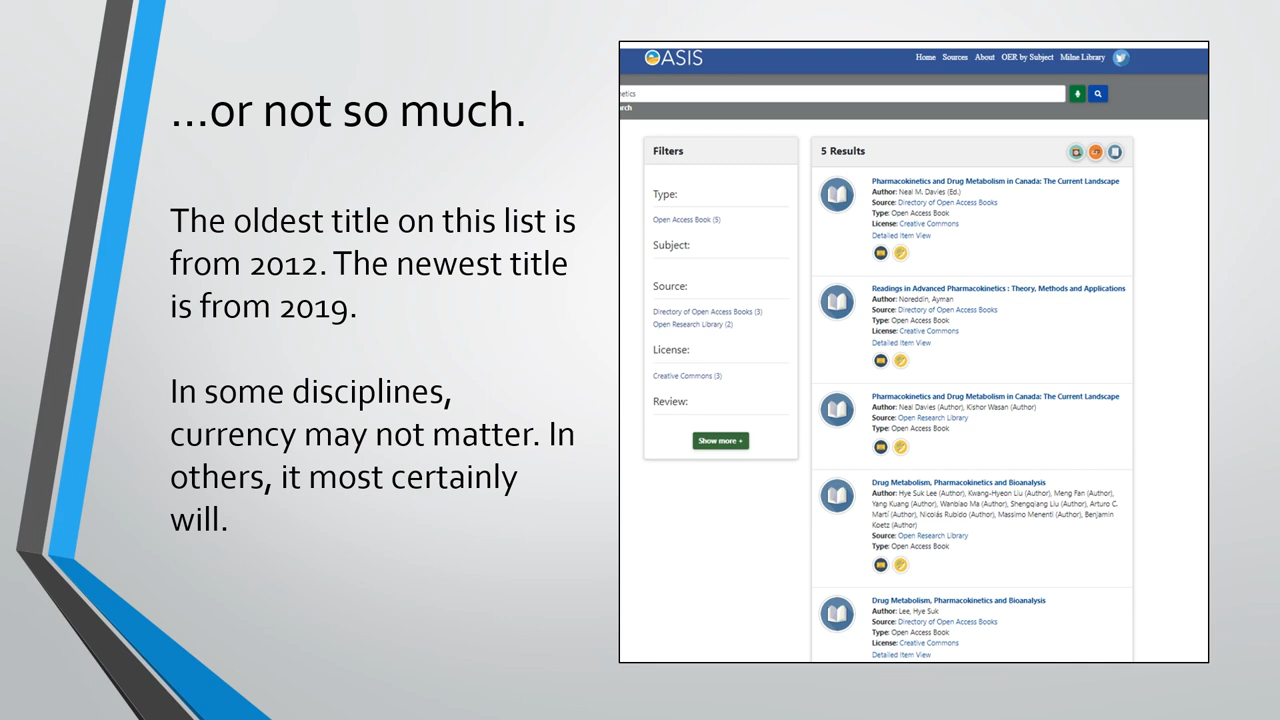 ...or not so much.
The oldest title on this list is
from 2012. The newest title
is from 2019.
In some disciplines,
currency may not matter. In
others, it most certainly
will.
OASIS
Home Sources About OER by Subject Milne Library
netics
rch
Filters
Type:
Open Access Book (5)
Subject:
Source:
Directory of Open Access Books (3)
Open Research Library (2)
License:
Creative Commons (3)
Review:
Show more +
5 Results
Pharmacokinetics and Drug Metabolism in Canada: The Current Landscape
Author: Neal M. Davies (Ed.)
Source: Directory of Open Access Books
Type: Open Access Book
License: Creative Commons
Detailed Item View
Readings in Advanced Pharmacokinetics : Theory, Methods and Applications
Author: Noreddin, Ayman
Source: Directory of Open Access Books
Type: Open Access Book
License: Creative Commons
Detailed Item View
Pharmacokinetics and Drug Metabolism in Canada: The Current Landscape
Author: Neal Davies (Author), Kishor Wasan (Author)
Source: Open Research Library
Type: Open Access Book
Drug Metabolism, Pharmacokinetics and Bioanalysis
Author: Hye Suk Lee (Author), Kwang-Hyeon Liu (Author), Meng Fan (Author),
Yang Kuang (Author), Wanbiao Ma (Author), Shengqiang Liu (Author), Arturo C.
Martí (Author), Nicolás Rubido (Author), Massimo Menenti (Author), Benjamin
Koetz (Author)
Source: Open Research Library
Type: Open Access Book
Drug Metabolism, Pharmacokinetics and Bioanalysis
Author: Lee, Hye Suk
Source: Directory of Open Access Books
Type: Open Access Book
License: Creative Commons
Detailed Item View